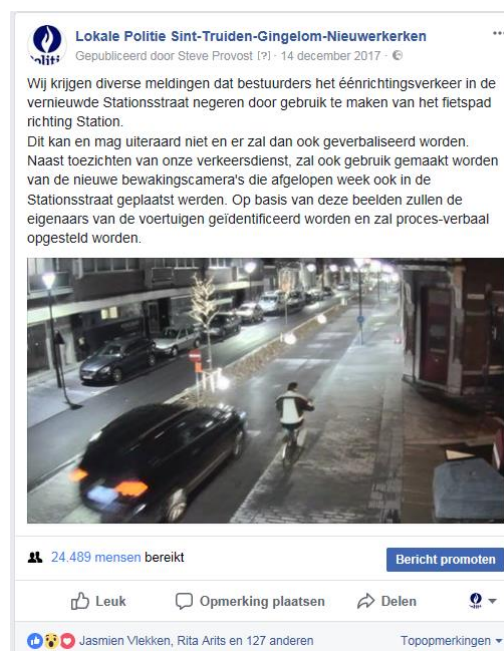 Lokale Politie Sint-Truiden-Gingelom-Nieuwerkerken
Gepubliceerd door Steve Provost [?] · 14 december 2017 ·
Wij krijgen diverse meldingen dat bestuurders het éénrichtingsverkeer in de
vernieuwde Stationsstraat negeren door gebruik te maken van het fietspad
richting Station.
Dit kan en mag uiteraard niet en er zal dan ook geverbaliseerd worden.
Naast toezichten van onze verkeersdienst, zal ook gebruik gemaakt worden
van de nieuwe bewakingscamera's die afgelopen week ook in de
Stationsstraat geplaatst werden. Op basis van deze beelden zullen de
eigenaars van de voertuigen geïdentificeerd worden en zal proces-verbaal
opgesteld worden.
24.489 mensen bereikt
Bericht promoten
Leuk
Opmerking plaatsen
Delen
Jasmien Vlekken, Rita Arits en 127 anderen
Topopmerkingen